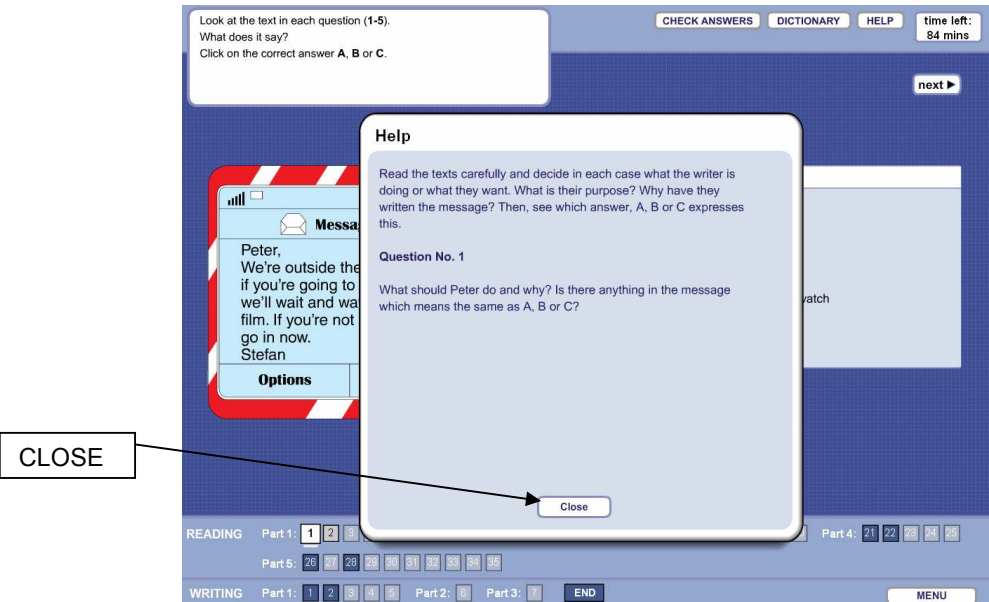 Look at the text in each question (1-5).
What does it say?
Click on the correct answer A, B or C.
CHECK ANSWERS
DICTIONARY
HELP
time left:
84 mins
next
Help
Read the texts carefully and decide in each case what the writer is
doing or what they want. What is their purpose? Why have they
written the message? Then, see which answer, A, B or C expresses
this.
Question No. 1
What should Peter do and why? Is there anything in the message
which means the same as A, B or C?
Close
Peter,
We're outside the
if you're going to
we'll wait and
film. If you're not
go in now.
Stefan
Options
CLOSE
READING Part 1: 1 2 3
Part 4: 21 22 23 24 25
Part 5: 26 27 28 29 30 31 32 33 34 35
WRITING Part 1: 1 2 3 4 5 Part 2: 6 Part 3: 7 END
MENU